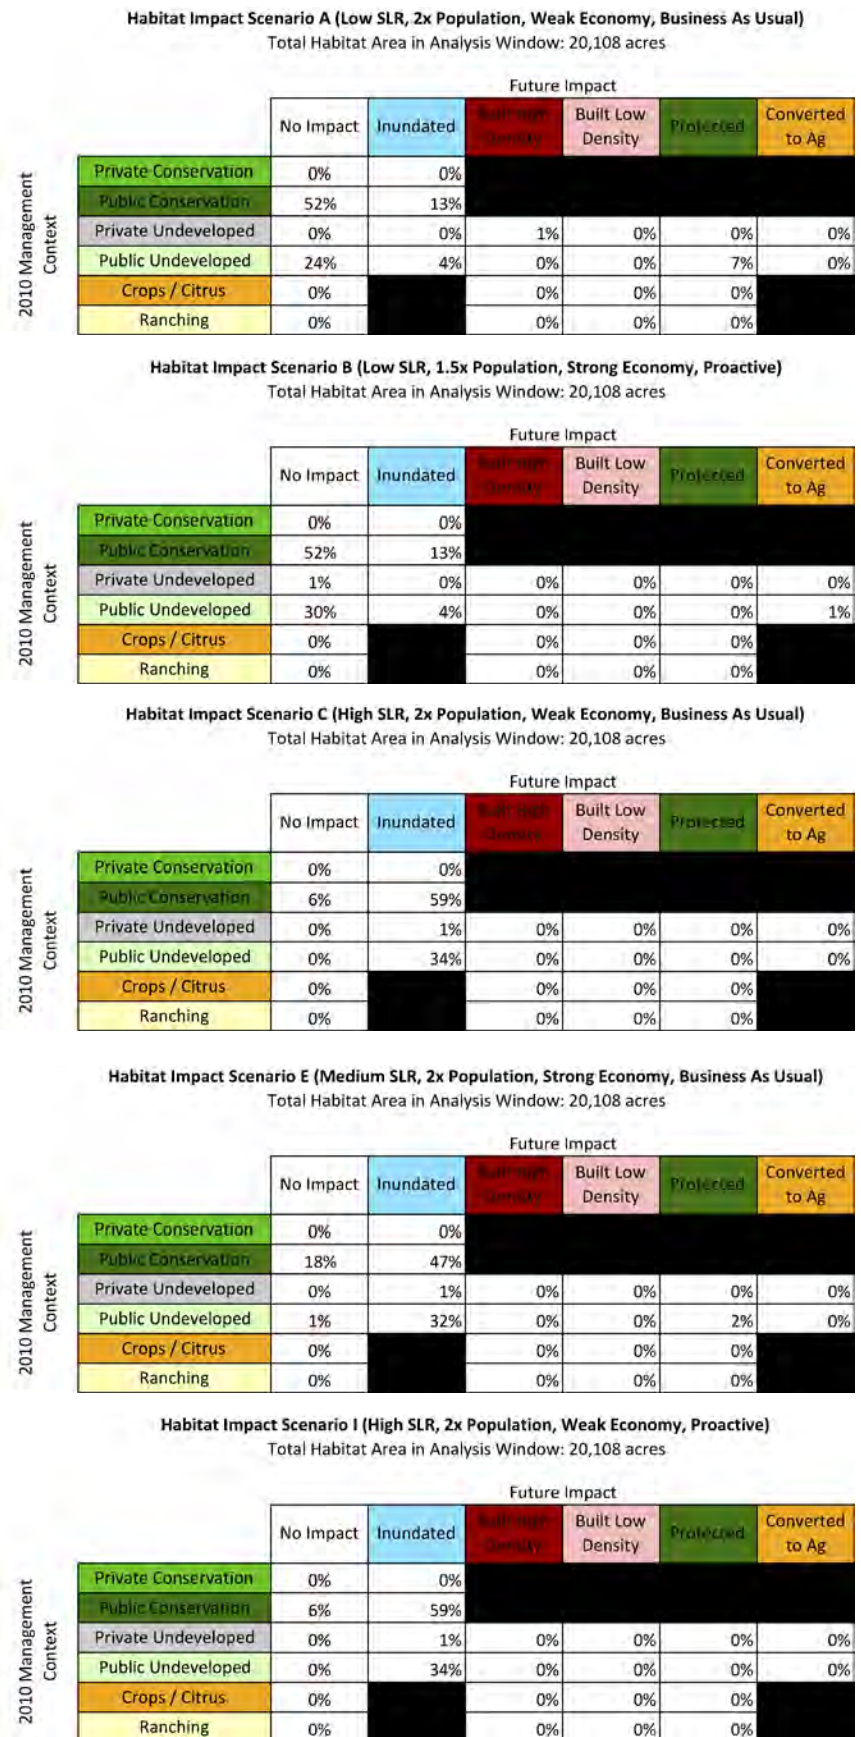 Habitat Impact Scenario A (Low SLR, 2x Population, Weak Economy, Business As Usual)
Total Habitat Area in Analysis Window: 20,108 acres
Future Impact
No Impact Inundated Built High Density Built Low Density Protected Converted to Ag
2010 Management Context
Private Conservation 0% 0%
Public Conservation 52% 13%
Private Undeveloped 0% 0% 1% 0% 0% 0%
Public Undeveloped 24% 4% 0% 0% 7% 0%
Crops / Citrus 0% 0% 0% 0%
Ranching 0% 0% 0% 0%
Habitat Impact Scenario B (Low SLR, 1.5x Population, Strong Economy, Proactive)
Total Habitat Area in Analysis Window: 20,108 acres
Future Impact
No Impact Inundated Built High Density Built Low Density Protected Converted to Ag
2010 Management Context
Private Conservation 0% 0%
Public Conservation 52% 13%
Private Undeveloped 1% 0% 0% 0% 0% 0%
Public Undeveloped 30% 4% 0% 0% 0% 1%
Crops / Citrus 0% 0% 0% 0%
Ranching 0% 0% 0% 0%
Habitat Impact Scenario C (High SLR, 2x Population, Weak Economy, Business As Usual)
Total Habitat Area in Analysis Window: 20,108 acres
Future Impact
No Impact Inundated Built High Density Built Low Density Protected Converted to Ag
2010 Management Context
Private Conservation 0% 0%
Public Conservation 6% 59%
Private Undeveloped 0% 1% 0% 0% 0% 0%
Public Undeveloped 0% 34% 0% 0% 0% 0%
Crops / Citrus 0% 0% 0% 0%
Ranching 0% 0% 0% 0%
Habitat Impact Scenario E (Medium SLR, 2x Population, Strong Economy, Business As Usual)
Total Habitat Area in Analysis Window: 20,108 acres
Future Impact
No Impact Inundated Built High Density Built Low Density Protected Converted to Ag
2010 Management Context
Private Conservation 0% 0%
Public Conservation 18% 47%
Private Undeveloped 0% 1% 0% 0% 0% 0%
Public Undeveloped 1% 32% 0% 0% 2% 0%
Crops / Citrus 0% 0% 0% 0%
Ranching 0% 0% 0% 0%
Habitat Impact Scenario I (High SLR, 2x Population, Weak Economy, Proactive)
Total Habitat Area in Analysis Window: 20,108 acres
Future Impact
No Impact Inundated Built High Density Built Low Density Protected Converted to Ag
2010 Management Context
Private Conservation 0% 0%
Public Conservation 6% 59%
Private Undeveloped 0% 1% 0% 0% 0% 0%
Public Undeveloped 0% 34% 0% 0% 0% 0%
Crops / Citrus 0% 0% 0% 0%
Ranching 0% 0% 0% 0%